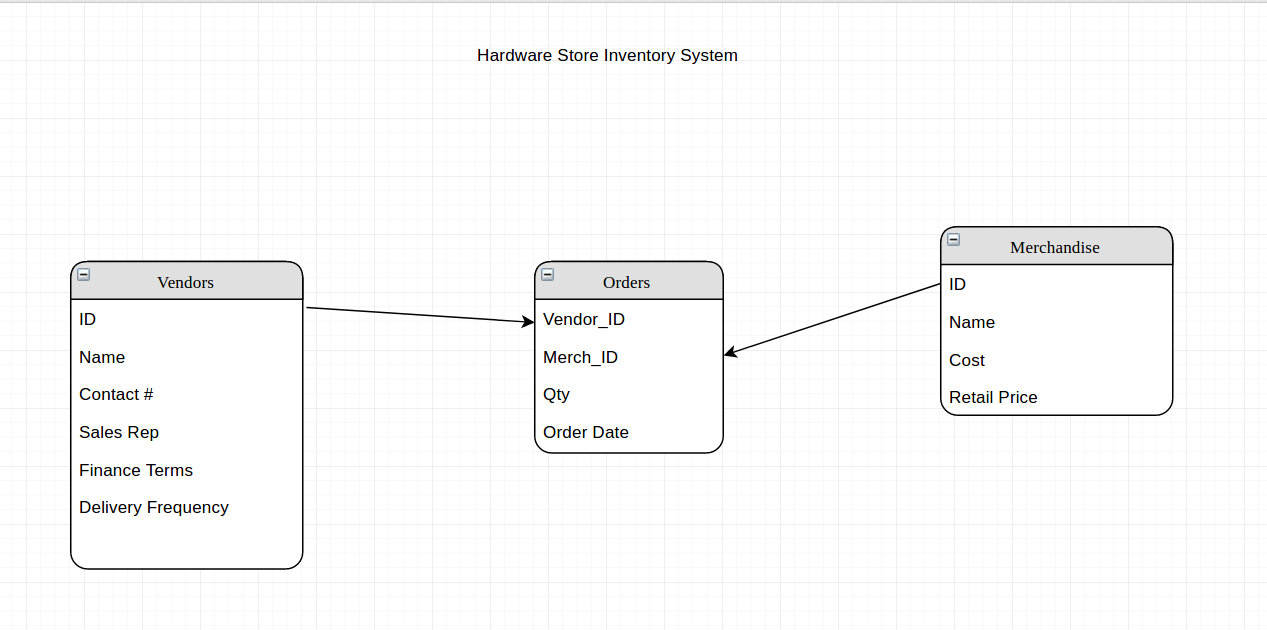 Hardware Store Inventory System
Vendors
ID
Name
Contact #
Sales Rep
Finance Terms
Delivery Frequency
Orders
Vendor_ID
Merch_ID
Qty
Order Date
Merchandise
ID
Name
Cost
Retail Price